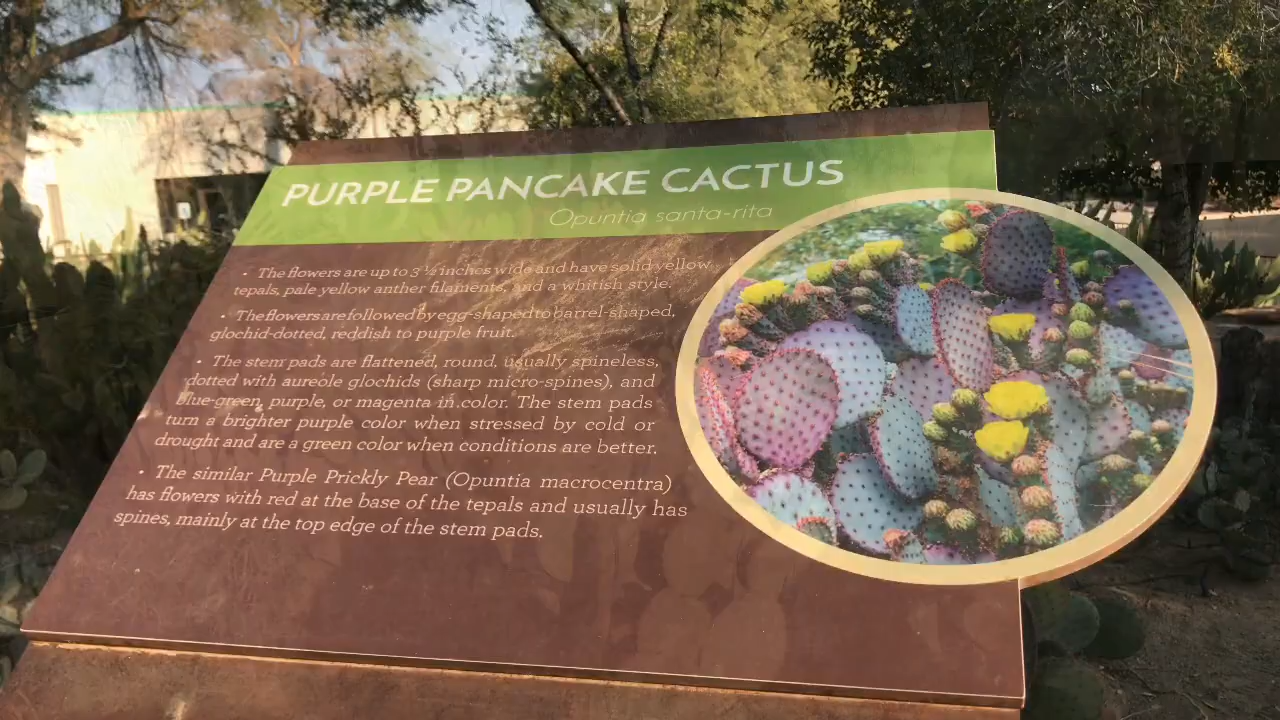 PURPLE PANCAKE CACTUS
Opuntia santa-rita
• The flowers are up to 3 ½ inches wide and have solid yellow
tepals, pale yellow anther filaments, and a whitish style.
• The flowers are followed by egg-shaped to barrel-shaped,
glochid-dotted, reddish to purple fruit.
• The stem pads are flattened, round, usually spineless,
dotted with aureole glochids (sharp micro-spines), and
blue-green, purple, or magenta in color. The stem pads
turn a brighter purple color when stressed by cold or
drought and are a green color when conditions are better.
• The similar Purple Prickly Pear (Opuntia macrocentra)
has flowers with red at the base of the tepals and usually has
spines, mainly at the top edge of the stem pads.